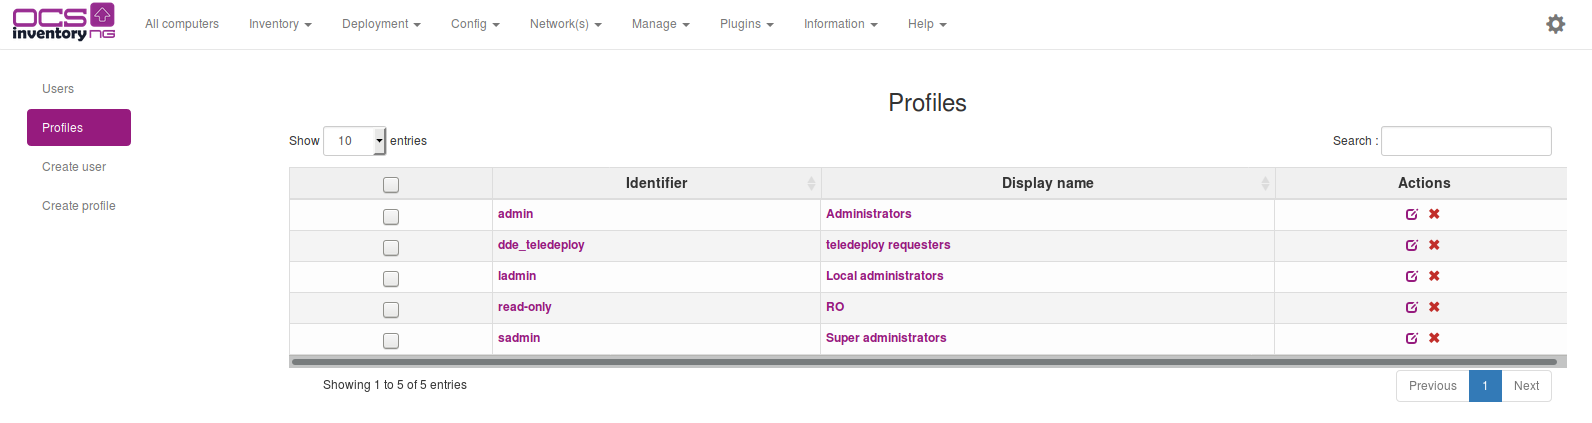 OCS inventory NG
All computers Inventory Deployment Config Network(s) Manage Plugins Information Help
Users
Profiles
Create user
Create profile
Profiles
Show 10 entries Search :
Identifier Display name Actions
admin Administrators
dde_teledeploy teledeploy requesters
ladmin Local administrators
read-only RO
sadmin Super administrators
Showing 1 to 5 of 5 entries Previous 1 Next